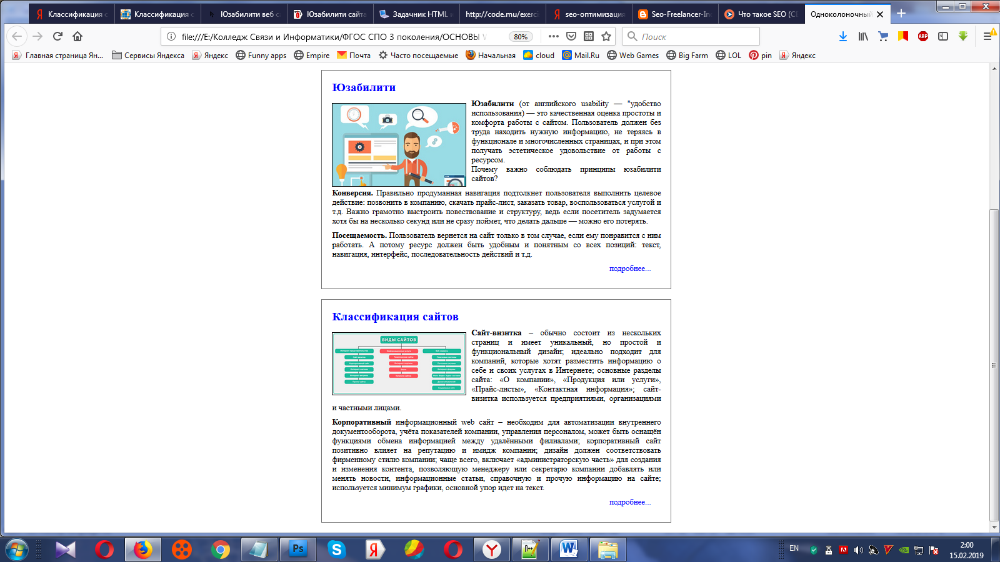 Классификация с
Классификация с
Юзабилити веб с
Юзабилити сайта
Задачник HTML и
http://code.mu/exerci
seo-оптимизация
Seo-Freelancer-In
Что такое SEO (СЕ
Одноколоночный
file:///E:/Колледж Связи и Информатики/ФГОС СПО 3 поколения/ОСНОВЫ W
80%
Поиск
ABP
Главная страница Ян...
Сервисы Яндекса
Яндекс
Funny apps
Empire
Почта
Часто посещаемые
Начальная
cloud
Mail.Ru
Web Games
Big Farm
LOL
pin
Яндекс
Юзабилити
Юзабилити (от английского usability — "удобство
использования) — это качественная оценка простоты и
комфорта работы с сайтом. Пользователь должен без
труда находить нужную информацию, не теряясь в
функционале и многочисленных страницах, и при этом
получать эстетическое удовольствие от работы с
ресурсом.
Почему важно соблюдать принципы юзабилити
сайтов?
Конверсия. Правильно продуманная навигация подтолкнет пользователя выполнить целевое
действие: позвонить в компанию, скачать прайс-лист, заказать товар, воспользоваться услугой и
т.д. Важно грамотно выстроить повествование и структуру, ведь если посетитель задумается
хотя бы на несколько секунд или не сразу поймет, что делать дальше — можно его потерять.
Посещаемость. Пользователь вернется на сайт только в том случае, если ему понравится с ним
работать. А потому ресурс должен быть удобным и понятным со всех позиций: текст,
навигация, интерфейс, последовательность действий и т.д.
подробнее...
Классификация сайтов
ВИДЫ САЙТОВ
Сайт-визитка – обычно состоит из нескольких
страниц и имеет уникальный, но простой и
функциональный дизайн; идеально подходит для
компаний, которые хотят разместить информацию о
себе и своих услугах в Интернете; основные разделы
сайта: «О компании», «Продукция или услуги»,
«Прайс-листы», «Контактная информация»; сайт-
визитка используется предприятиями, организациями
и частными лицами.
Корпоративный информационный web сайт – необходим для автоматизации внутреннего
документооборота, учёта показателей компании, управления персоналом, может быть оснащён
функциями обмена информацией между удалёнными филиалами; корпоративный сайт
позитивно влияет на репутацию и имидж компании; дизайн должен соответствовать
фирменному стилю компании; чаще всего, включает «администраторскую часть» для создания
и изменения контента, позволяющую менеджеру или секретарю компании добавлять или
менять новости, информационные статьи, справочную и прочую информацию на сайте;
используется минимум графики, основной упор идет на текст.
подробнее...
EN
2:00
15.02.2019